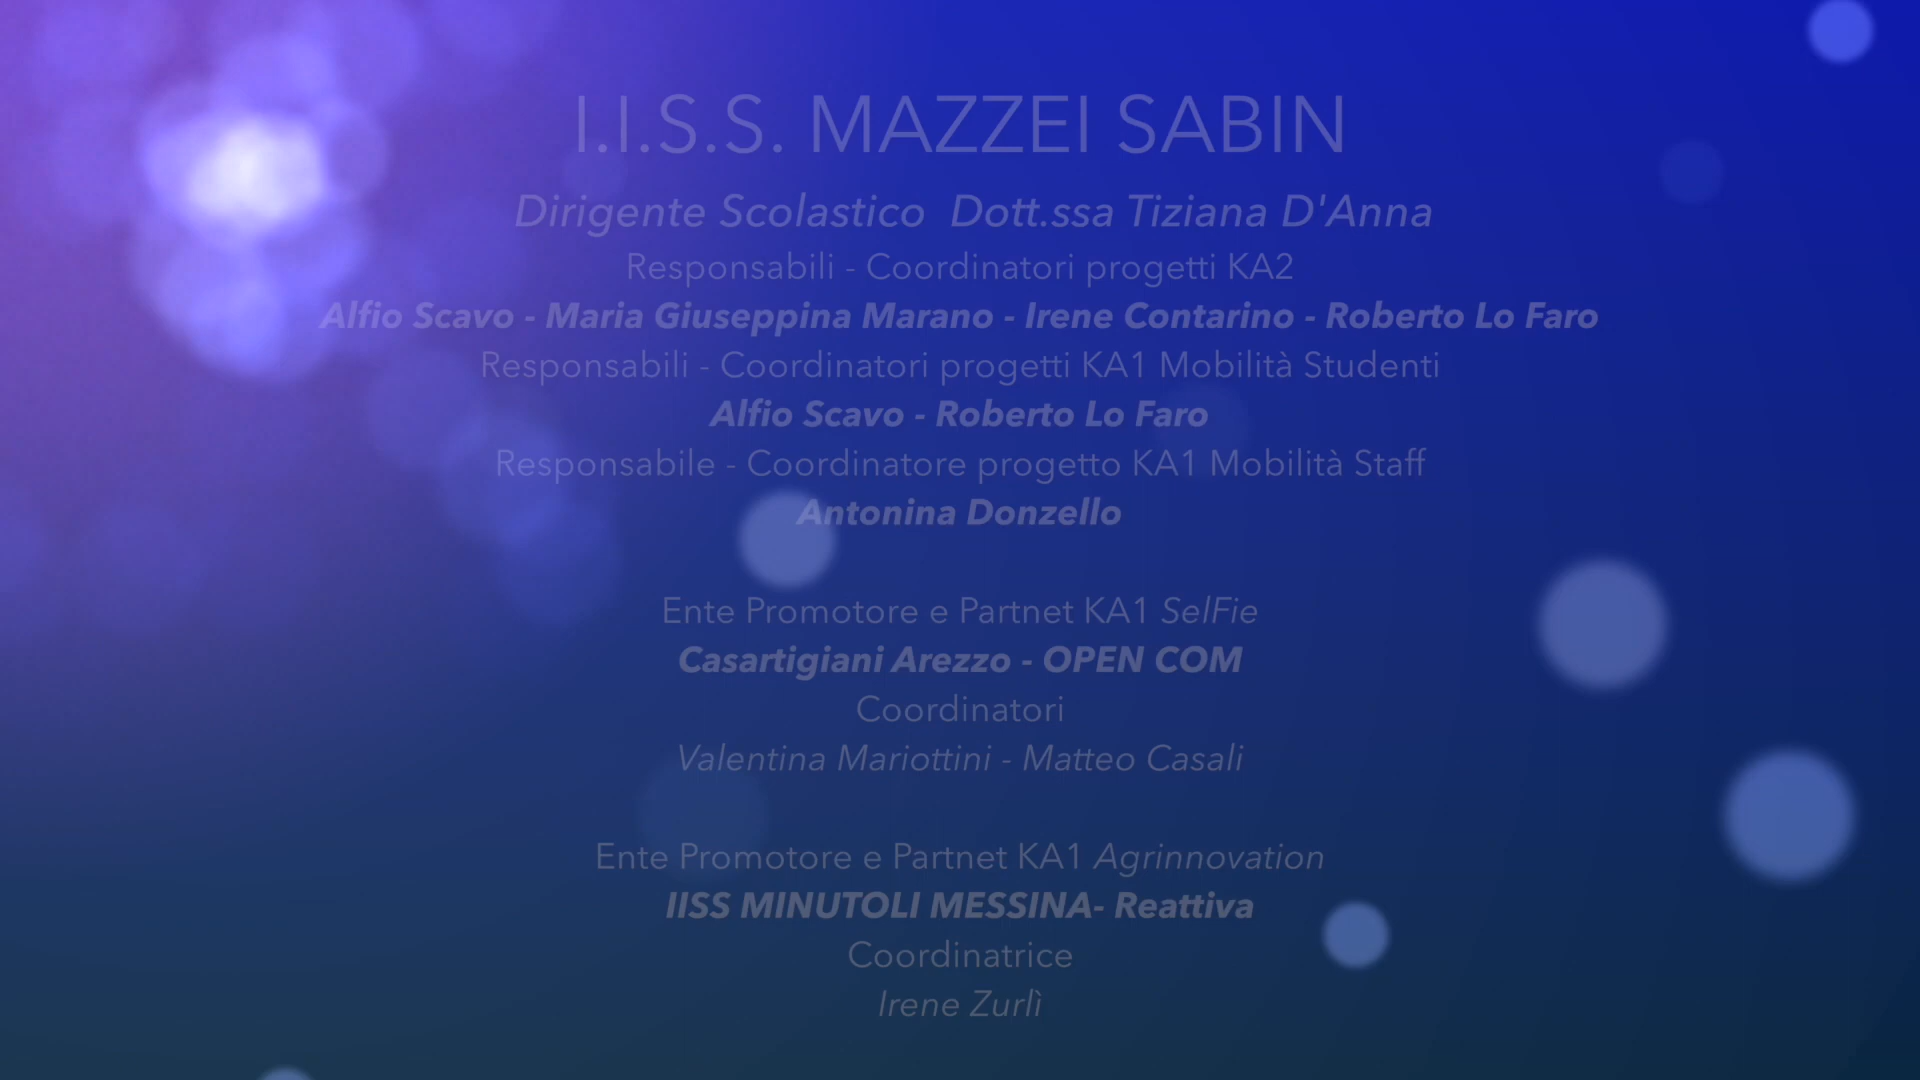 I.I.S.S. MAZZEI SABIN
Dirigente Scolastico Dott.ssa Tiziana D'Anna
Responsabili - Coordinatori progetti KA2
Alfio Scavo - Maria Giuseppina Marano - Irene Contarino - Roberto Lo Faro
Responsabili - Coordinatori progetti KA1 Mobilità Studenti
Alfio Scavo - Roberto Lo Faro
Responsabile - Coordinatore progetto KA1 Mobilità Staff
Antonina Donzello
Ente Promotore e Partnet KA1 SelFie
Casartigiani Arezzo - OPEN COM
Coordinatori
Valentina Mariottini - Matteo Casali
Ente Promotore e Partnet KA1 Agrinnovation
IISS MINUTOLI MESSINA- Reattiva
Coordinatrice
Irene Zurlì